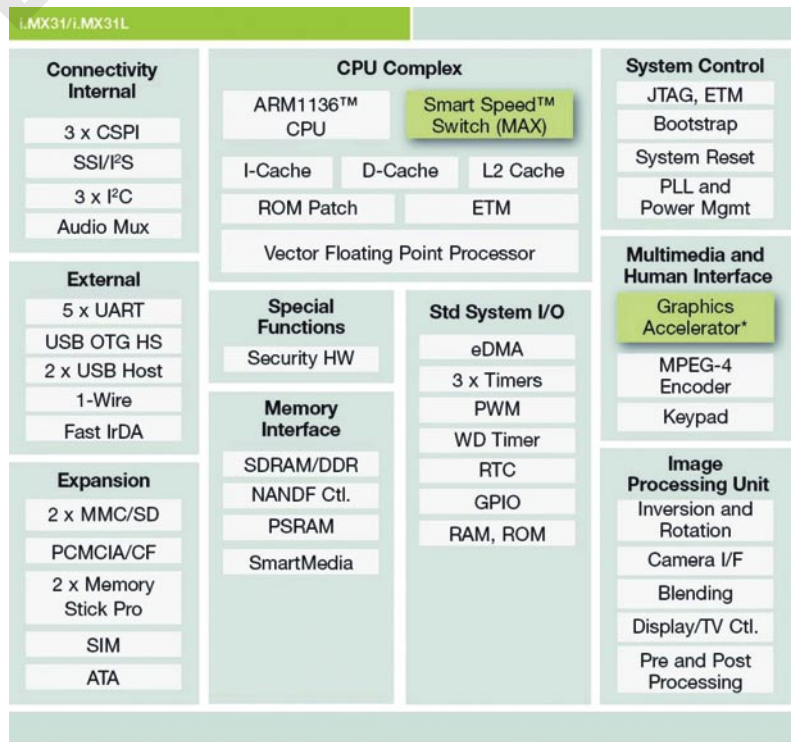 i.MX31/i.MX31L
Connectivity
Internal
3 x CSPI
SSI/I²S
3 x I²C
Audio Mux
External
5 x UART
USB OTG HS
2 x USB Host
1-Wire
Fast IrDA
Expansion
2 x MMC/SD
PCMCIA/CF
2 x Memory
Stick Pro
SIM
ATA
CPU Complex
ARM1136™
CPU
Smart Speed™
Switch (MAX)
I-Cache
D-Cache
L2 Cache
ROM Patch
ETM
Vector Floating Point Processor
Special
Functions
Security HW
Memory
Interface
SDRAM/DDR
NANDF Ctl.
PSRAM
SmartMedia
Std System I/O
eDMA
3 x Timers
PWM
WD Timer
RTC
GPIO
RAM, ROM
System Control
JTAG, ETM
Bootstrap
System Reset
PLL and
Power Mgmt
Multimedia and
Human Interface
Graphics
Accelerator*
MPEG-4
Encoder
Keypad
Image
Processing Unit
Inversion and
Rotation
Camera I/F
Blending
Display/TV Ctl.
Pre and Post
Processing